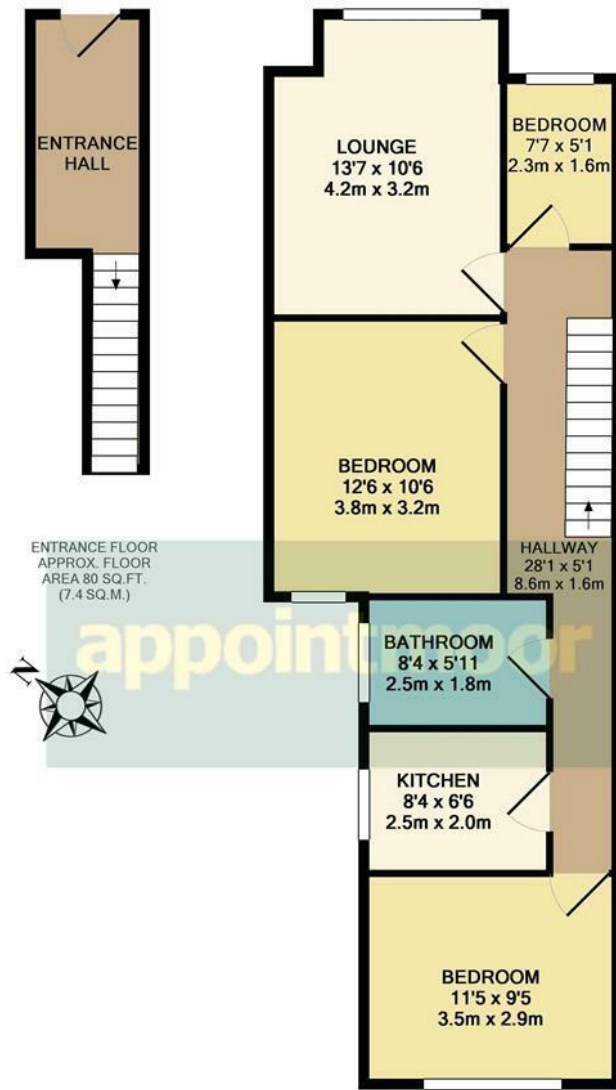 ENTRANCE
HALL
LOUNGE
13'7 x 10'6
4.2m x 3.2m
BEDROOM
7'7 x 5'1
2.3m x 1.6m
BEDROOM
12'6 x 10'6
3.8m x 3.2m
ENTRANCE FLOOR
APPROX. FLOOR
AREA 80 SQ.FT.
(7.4 SQ.M.)
HALLWAY
28'1 x 5'1
8.6m x 1.6m
appointmoor
BATHROOM
8'4 x 5'11
2.5m x 1.8m
N
KITCHEN
8'4 x 6'6
2.5m x 2.0m
BEDROOM
11'5 x 9'5
3.5m x 2.9m